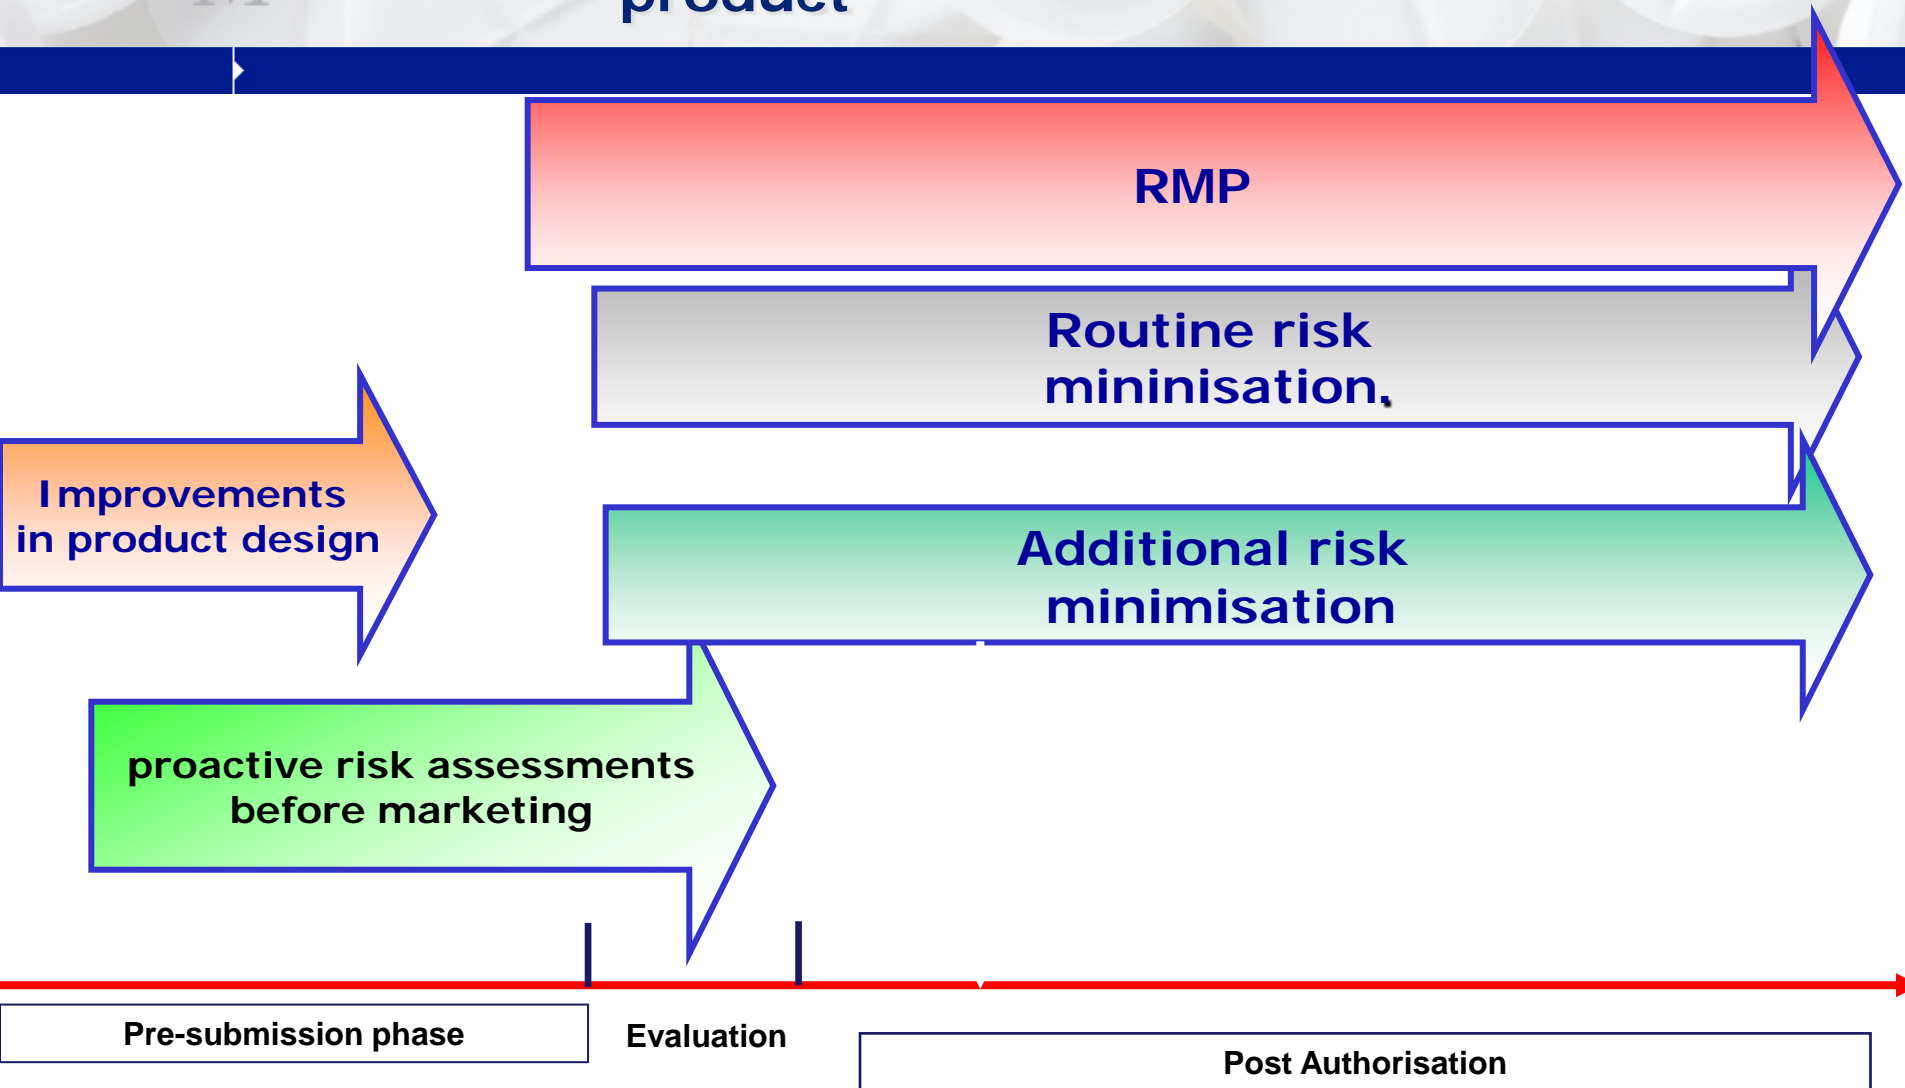 product
RMP
Routine risk
mininisation.
Improvements
in product design
Additional risk
minimisation
proactive risk assessments
before marketing
Pre-submission phase
Evaluation
Post Authorisation